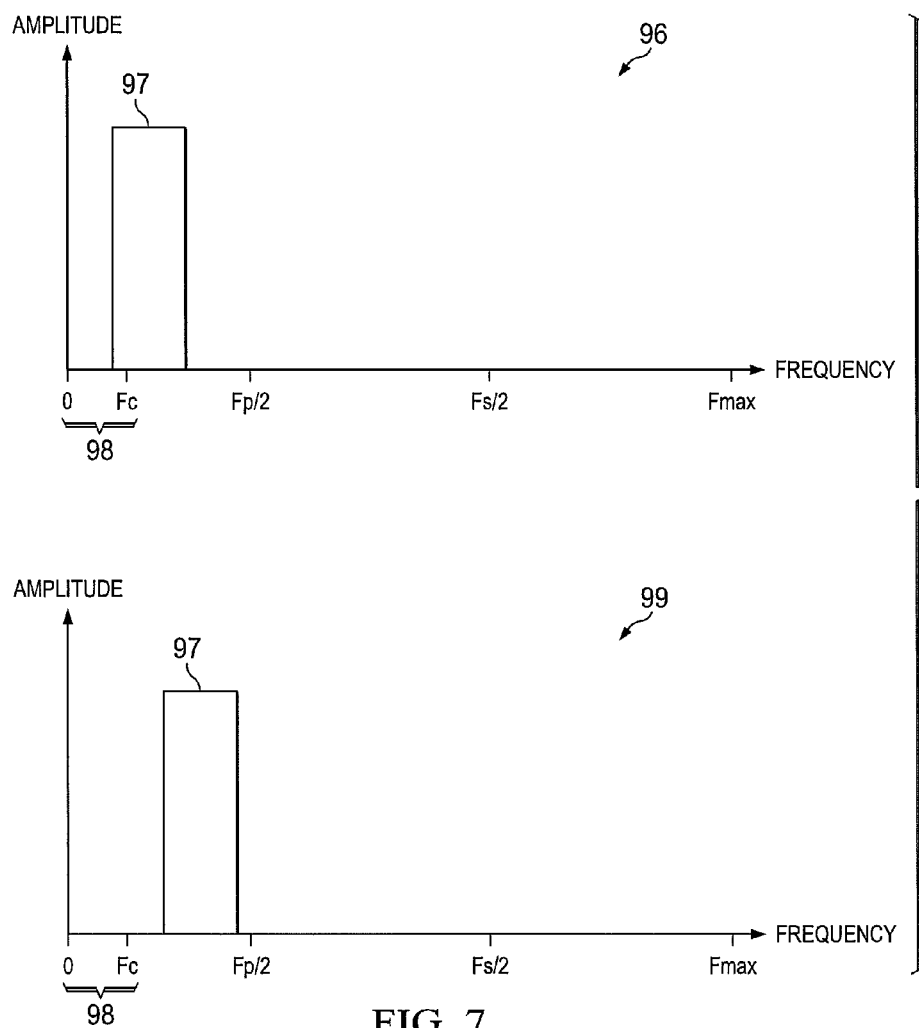 AMPLITUDE
96
97
FREQUENCY
0 Fc Fp/2 Fs/2 Fmax
98
AMPLITUDE
99
97
FREQUENCY
0 Fc Fp/2 Fs/2 Fmax
98
FIG. 7